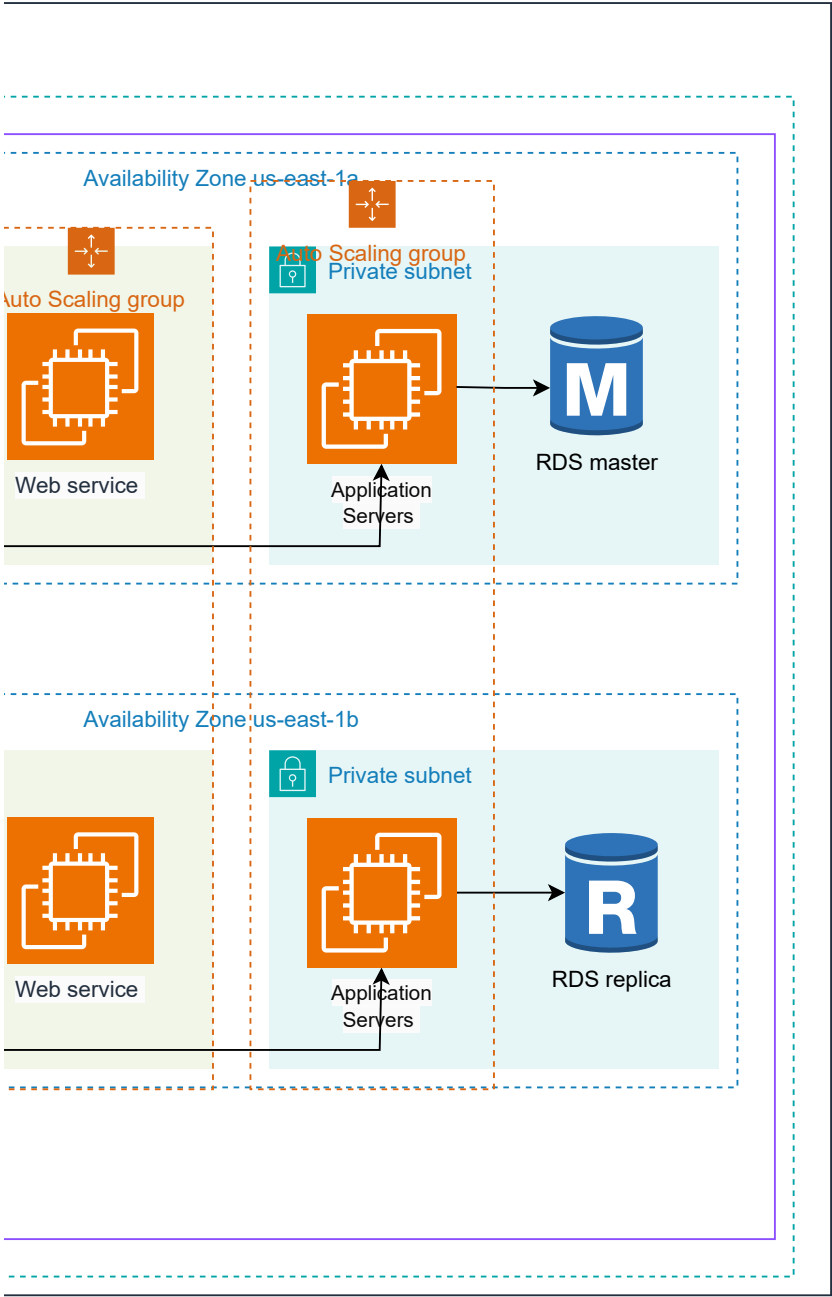 Availability Zone us-east-1a
Auto Scaling group
Private subnet
Auto Scaling group
M
Web service
Application
Servers
RDS master
Availability Zone us-east-1b
Private subnet
R
Web service
Application
Servers
RDS replica